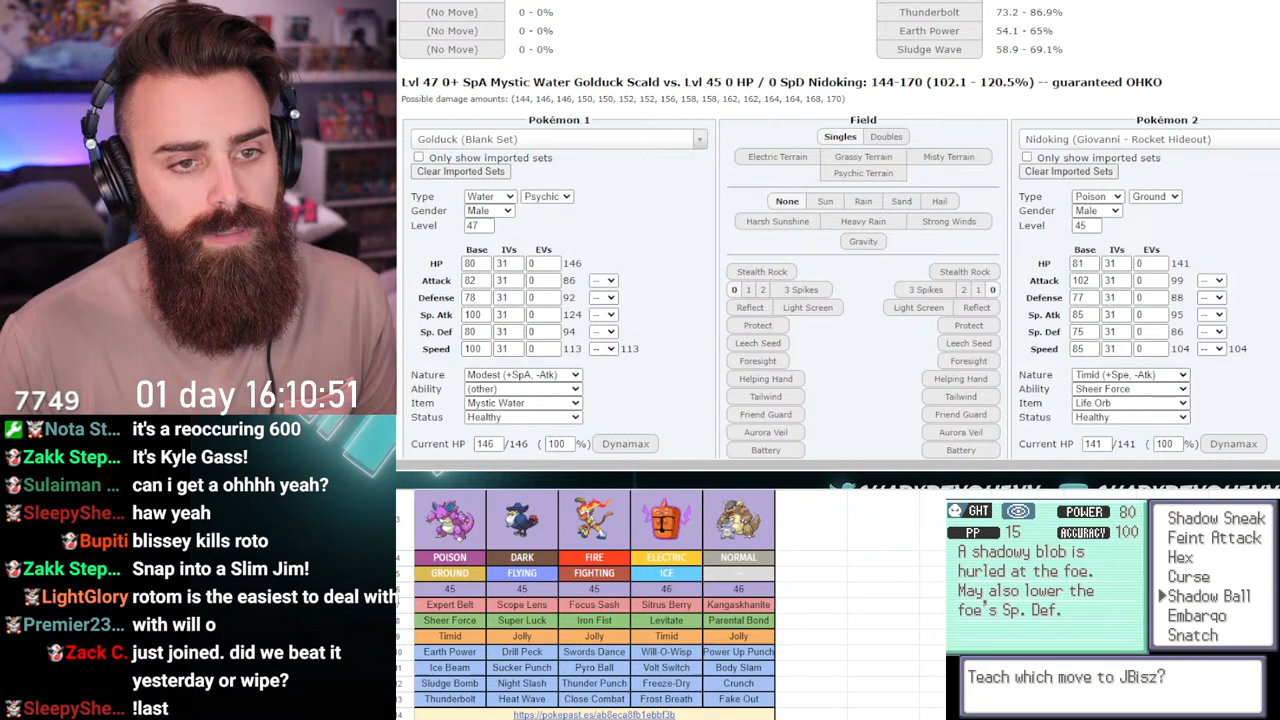 (No Move) 0 - 0% Thunderbolt 73.2 - 86.9%
(No Move) 0 - 0% Earth Power 54.1 - 65%
(No Move) 0 - 0% Sludge Wave 58.9 - 69.1%
Lvl 47 0+ SpA Mystic Water Golduck Scald vs. Lvl 45 0 HP / 0 SpD Nidoking: 144-170 (102.1 - 120.5%) -- guaranteed OHKO
Possible damage amounts: (144, 146, 146, 150, 150, 152, 152, 156, 158, 158, 162, 162, 164, 164, 168, 170)
Pokémon 1
Golduck (Blank Set)
Only show imported sets
Clear Imported Sets
Type Water Psychic
Gender Male
Level 47
Base IVs EVs
HP 80 31 0 146
Attack 82 31 0 86 --
Defense 78 31 0 92 --
Sp. Atk 100 31 0 124 --
Sp. Def 80 31 0 94 --
Speed 100 31 0 113 -- 113
Nature Modest (+SpA, -Atk)
Ability (other)
Item Mystic Water
Status Healthy
Current HP 146 /146 ( 100 %) Dynamax
Field
Singles Doubles
Electric Terrain Grassy Terrain Misty Terrain
Psychic Terrain
None Sun Rain Sand Hail
Harsh Sunshine Heavy Rain Strong Winds
Gravity
Stealth Rock Stealth Rock
0 1 2 3 Spikes 3 Spikes 2 1 0
Reflect Light Screen Light Screen Reflect
Protect Protect
Leech Seed Leech Seed
Foresight Foresight
Helping Hand Helping Hand
Tailwind Tailwind
Friend Guard Friend Guard
Aurora Veil Aurora Veil
Battery Battery
Pokémon 2
Nidoking (Giovanni - Rocket Hideout)
Only show imported sets
Clear Imported Sets
Type Poison Ground
Gender Male
Level 45
Base IVs EVs
HP 81 31 0 141
Attack 102 31 0 99 --
Defense 77 31 0 88 --
Sp. Atk 85 31 0 95 --
Sp. Def 75 31 0 86 --
Speed 85 31 0 104 -- 104
Nature Timid (+Spe, -Atk)
Ability Sheer Force
Item Life Orb
Status Healthy
Current HP 141 /141 ( 100 %) Dynamax
7749 01 day 16:10:51
Nota St... it's a reoccuring 600
Zakk Step... It's Kyle Gass!
Sulaiman ... can i get a ohhhh yeah?
SleepyShe... haw yeah
Bupiti blissey kills roto
Zakk Step... Snap into a Slim Jim!
LightGlory rotom is the easiest to deal with
Premier23... with will o
Zack C. just joined. did we beat it
yesterday or wipe?
SleepyShe... !last
POISON DARK FIRE ELECTRIC NORMAL
GROUND FLYING FIGHTING ICE
45 45 45 46 46
Expert Belt Scope Lens Focus Sash Sitrus Berry Kangaskhanite
Sheer Force Super Luck Iron Fist Levitate Parental Bond
Timid Jolly Jolly Timid Jolly
Earth Power Drill Peck Swords Dance Will-O-Wisp Power Up Punch
Ice Beam Sucker Punch Pyro Ball Volt Switch Body Slam
Sludge Bomb Night Slash Thunder Punch Freeze-Dry Crunch
Thunderbolt Heat Wave Close Combat Frost Breath Fake Out
https://pokepast.es/ab8eca8fb1ebbf3b
GHT POWER 80
PP 15 ACCURACY 100
A shadowy blob is
hurled at the foe.
May also lower the
foe's Sp. Def.
Shadow Sneak
Feint Attack
Hex
Curse
Shadow Ball
Embargo
Snatch
Teach which move to JBisz?